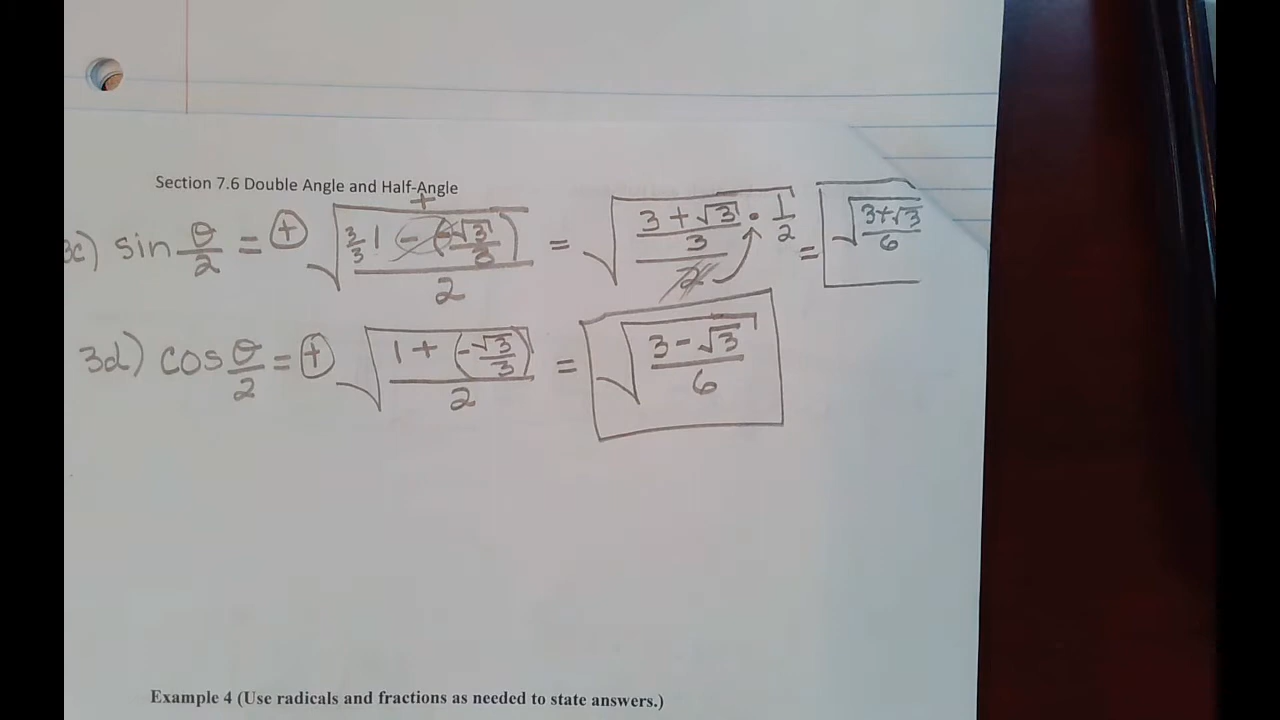 Section 7.6 Double Angle and Half-Angle
3c) sin θ/2 = + √((3/3 1 - + (-√3/3))/2) = √(((3 + √3)/3)/2 · 1/2) = √((3+√3)/6)
3d) cos θ/2 = + √((1 + (-√3/3))/2) = √((3 - √3)/6)
Example 4 (Use radicals and fractions as needed to state answers.)